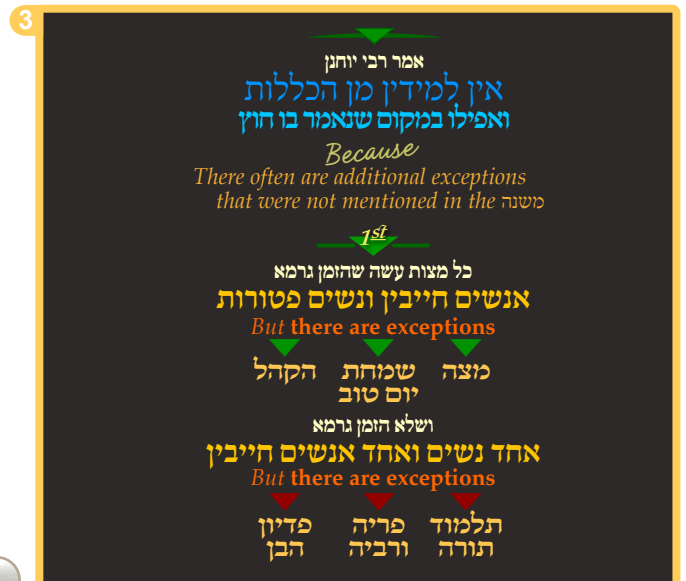 3
אמר רבי יוחנן
אין למידין מן הכללות
ואפילו במקום שנאמר בו חוץ
Because
There often are additional exceptions
that were not mentioned in the משנה
1st
כל מצות עשה שהזמן גרמא
אנשים חייבין ונשים פטורות
But there are exceptions
מצה שמחת הקהל
יום טוב
ושלא הזמן גרמא
אחד נשים ואחד אנשים חייבין
But there are exceptions
תלמוד פריה פדיון
תורה ורביה הבן